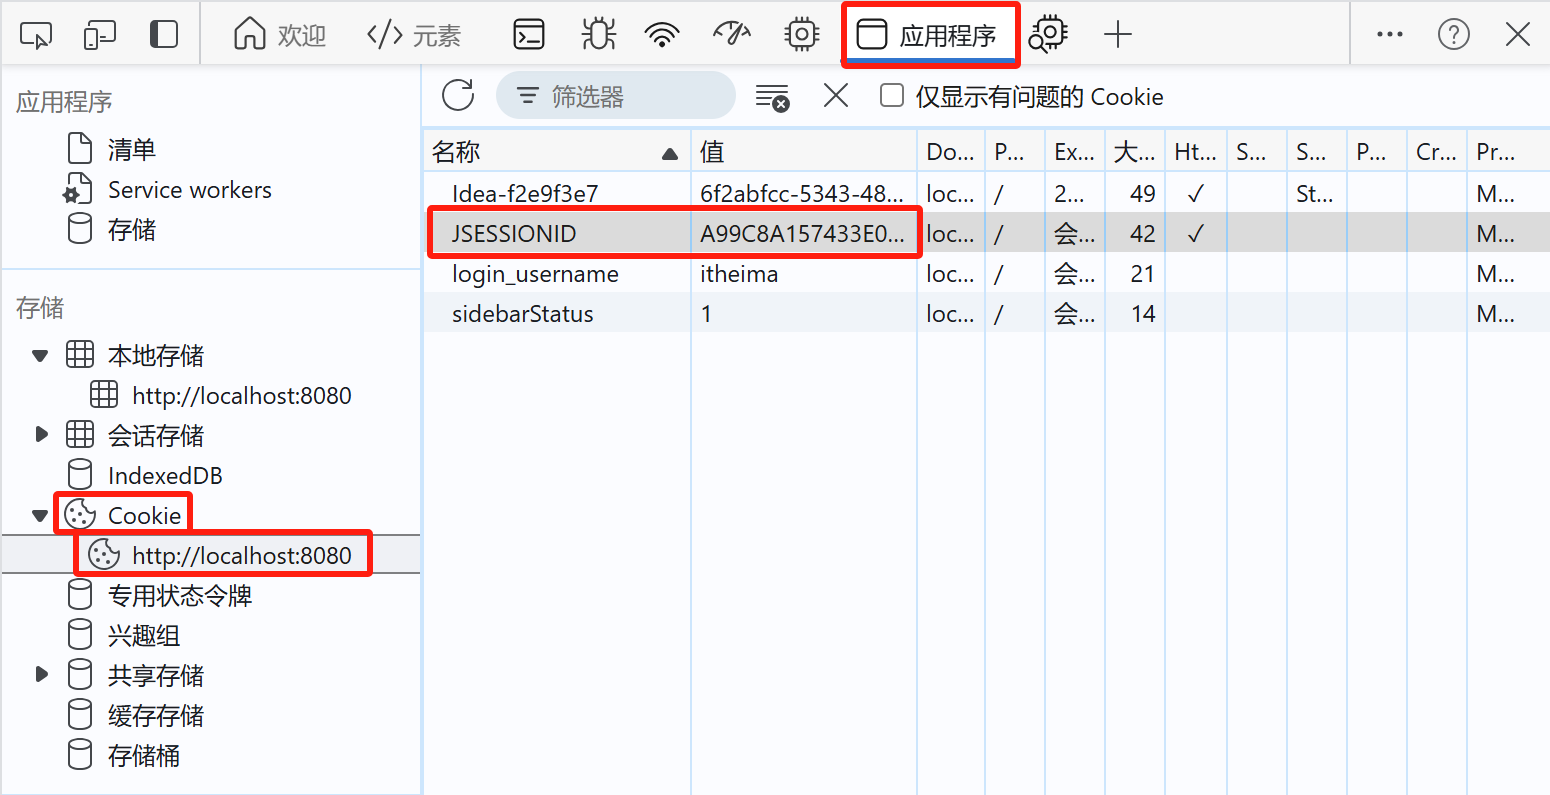 欢迎 元素 应用程序
应用程序
清单
Service workers
存储
存储
本地存储
http://localhost:8080
会话存储
IndexedDB
Cookie
http://localhost:8080
专用状态令牌
兴趣组
共享存储
缓存存储
存储桶
筛选器 仅显示有问题的 Cookie
名称 值 Do... P... Ex... 大... Ht... S... S... P... Cr... Pr...
Idea-f2e9f3e7 6f2abfcc-5343-48... loc... / 2... 49 ✓ St... M...
JSESSIONID A99C8A157433E0... loc... / 会... 42 ✓ M...
login_username itheima loc... / 会... 21 M...
sidebarStatus 1 loc... / 会... 14 M...